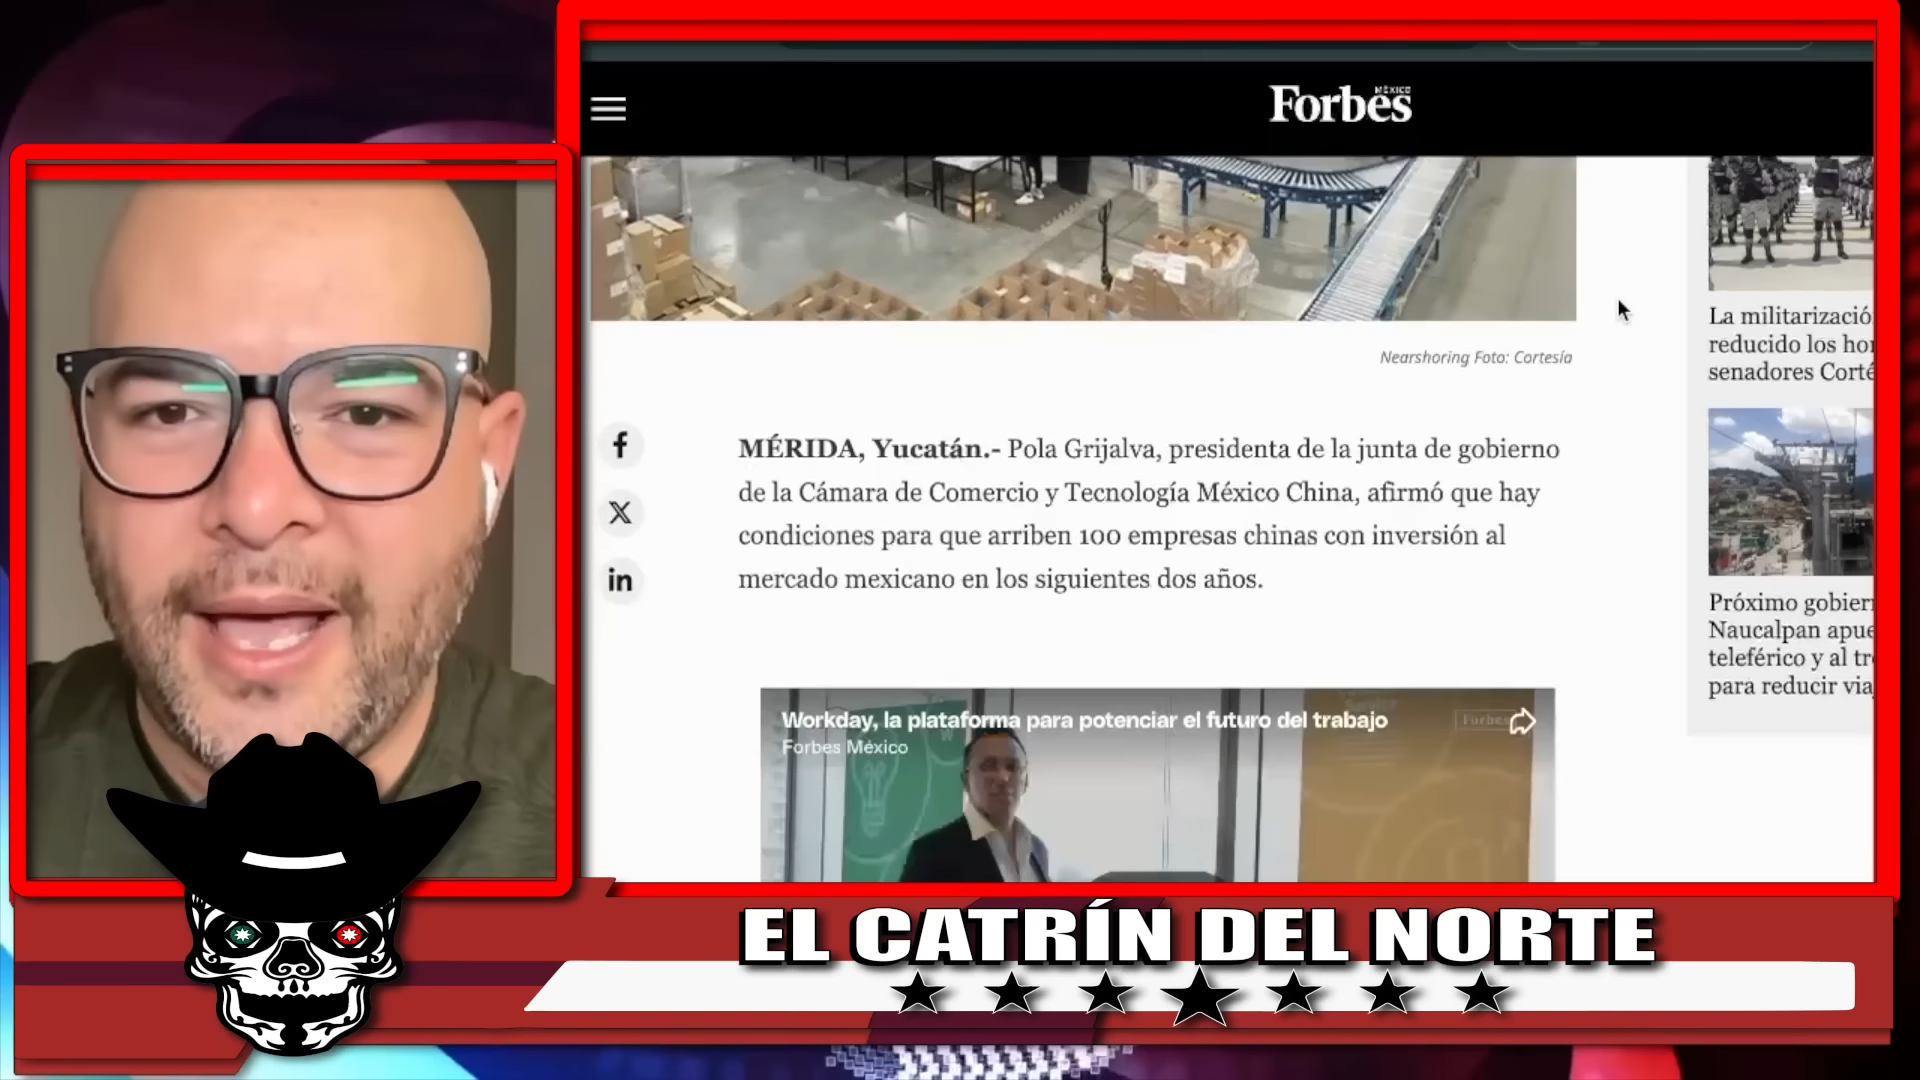 Forbes
MÉXICO
Nearshoring Foto: Cortesía
MÉRIDA, Yucatán.- Pola Grijalva, presidenta de la junta de gobierno
de la Cámara de Comercio y Tecnología México China, afirmó que hay
condiciones para que arriben 100 empresas chinas con inversión al
mercado mexicano en los siguientes dos años.
Workday, la plataforma para potenciar el futuro del trabajo
Forbes México
Forbes
La militarizació
reducido los ho
senadores Corté
Próximo gobier
Naucalpan apue
teleférico y al tr
para reducir via
f
X
in
EL CATRÍN DEL NORTE